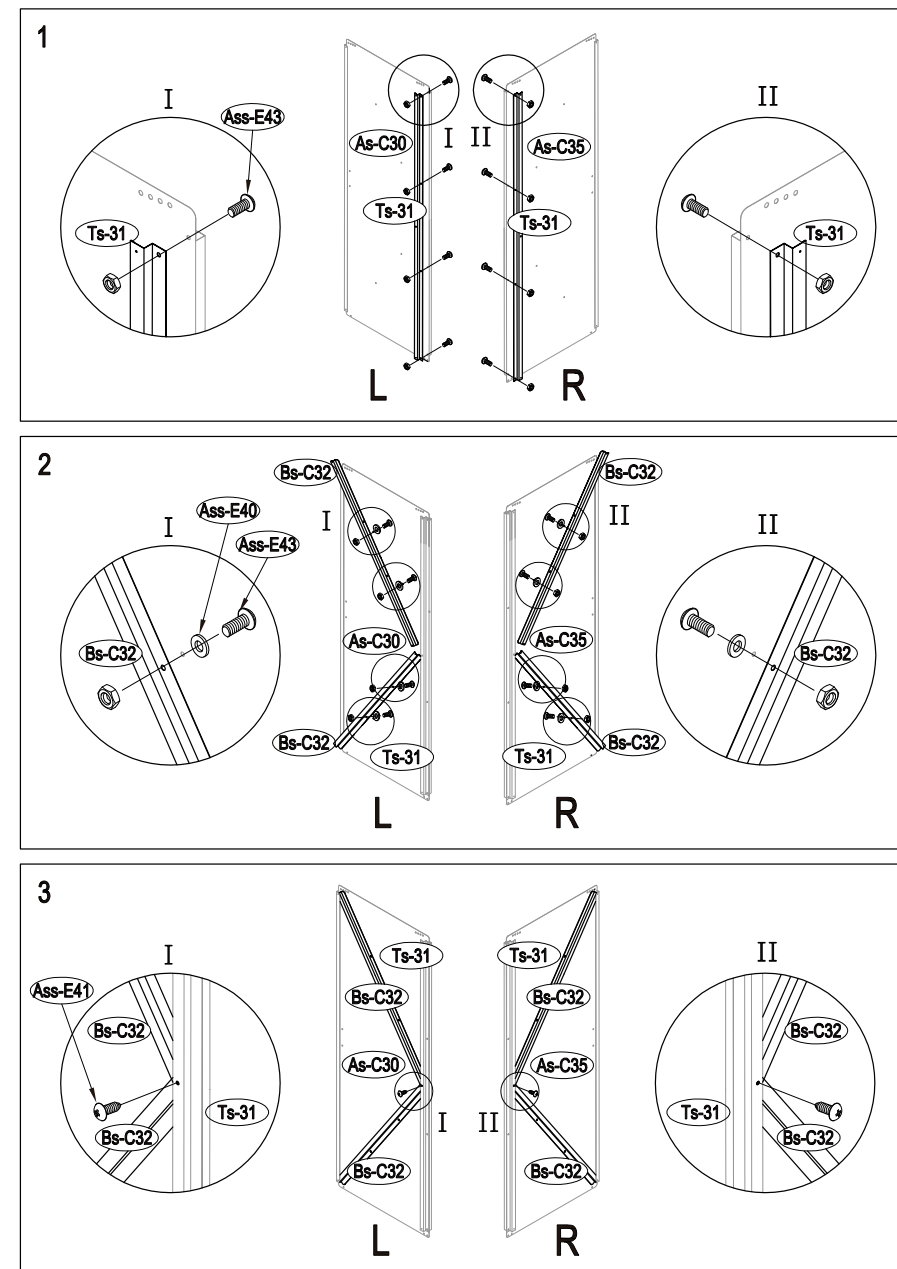 1
I
Ass-E43
Ts-31
As-C30
I
II
As-C35
Ts-31
Ts-31
II
Ts-31
L
R
2
Bs-C32
Bs-C32
Ass-E40
I
II
I
II
Ass-E43
Bs-C32
As-C30
As-C35
Bs-C32
Bs-C32
Ts-31
Ts-31
Bs-C32
L
R
3
I
Ts-31
Ts-31
II
Ass-E41
Bs-C32
Bs-C32
Bs-C32
Bs-C32
As-C30
As-C35
Ts-31
Ts-31
I
II
Bs-C32
Bs-C32
Bs-C32
Bs-C32
L
R